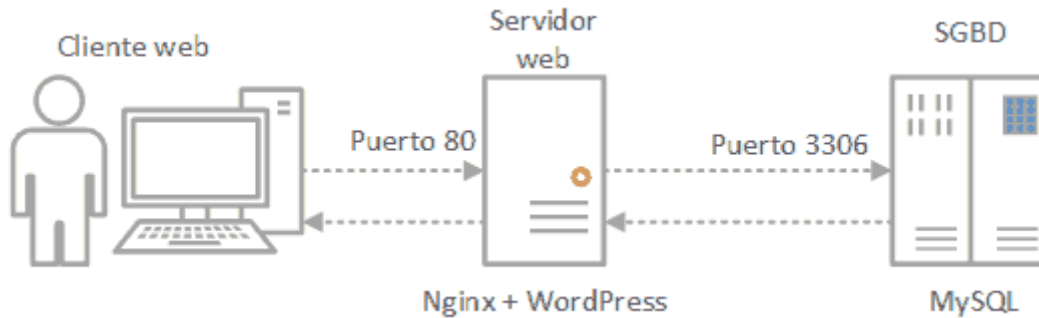 Cliente web
Servidor
web
SGBD
Puerto 80
Puerto 3306
Nginx + WordPress
MySQL